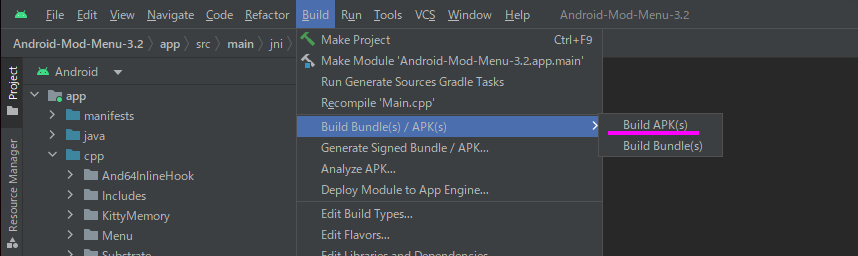 File Edit View Navigate Code Refactor Build Run Tools VCS Window Help Android-Mod-Menu-3.2
Android-Mod-Menu-3.2 app src main jni
Make Project Ctrl+F9
Project
Android
Make Module 'Android-Mod-Menu-3.2.app.main'
Run Generate Sources Gradle Tasks
app
Recompile 'Main.cpp'
manifests
Build Bundle(s) / APK(s)
Build APK(s)
java
Generate Signed Bundle / APK...
Build Bundle(s)
cpp
Resource Manager
Analyze APK...
And64InlineHook
Deploy Module to App Engine...
Includes
Edit Build Types...
KittyMemory
Edit Flavors...
Menu
Edit Libraries and Dependencies...
Substrate